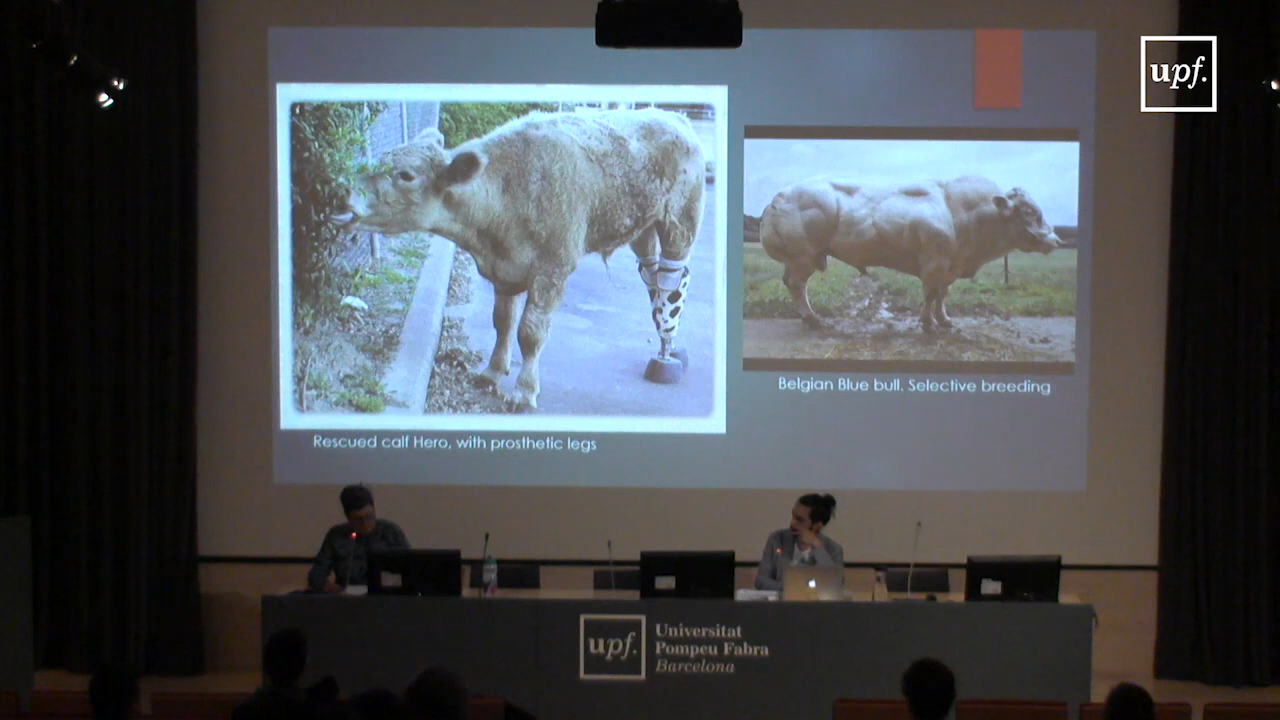 upf.
Belgian Blue bull. Selective breeding
Rescued calf Hero, with prosthetic legs
upf.
Universitat
Pompeu Fabra
Barcelona